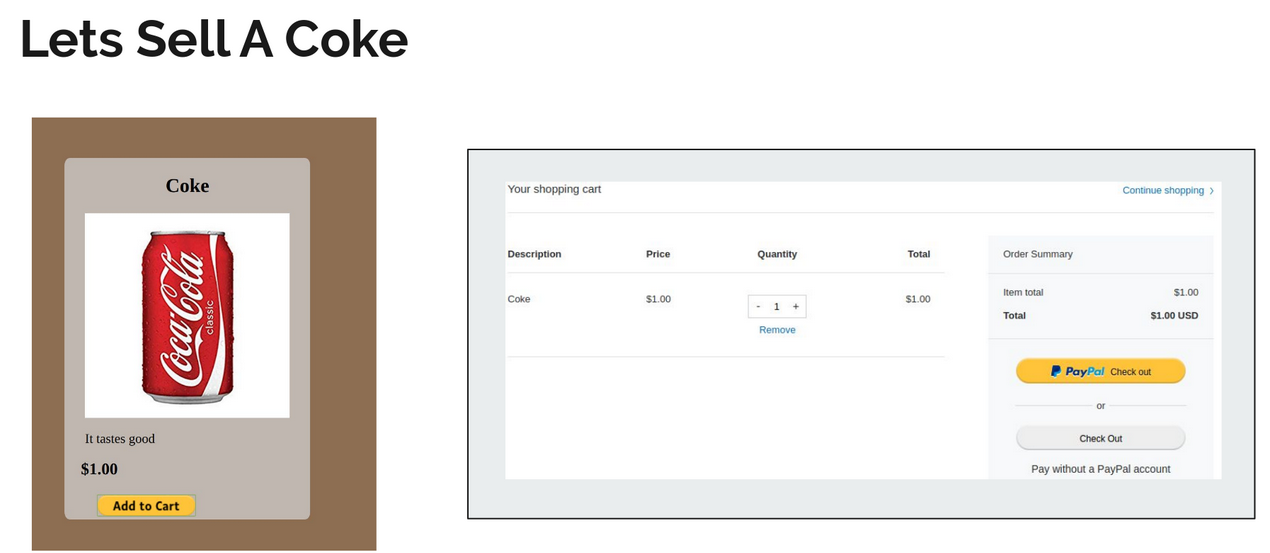 Lets Sell A Coke
Coke
Coca-Cola
classic
It tastes good
$1.00
Add to Cart
Your shopping cart
Continue shopping >
Description Price Quantity Total
Coke $1.00 - 1 + $1.00
Remove
Order Summary
Item total $1.00
Total $1.00 USD
PayPal Check out
or
Check Out
Pay without a PayPal account